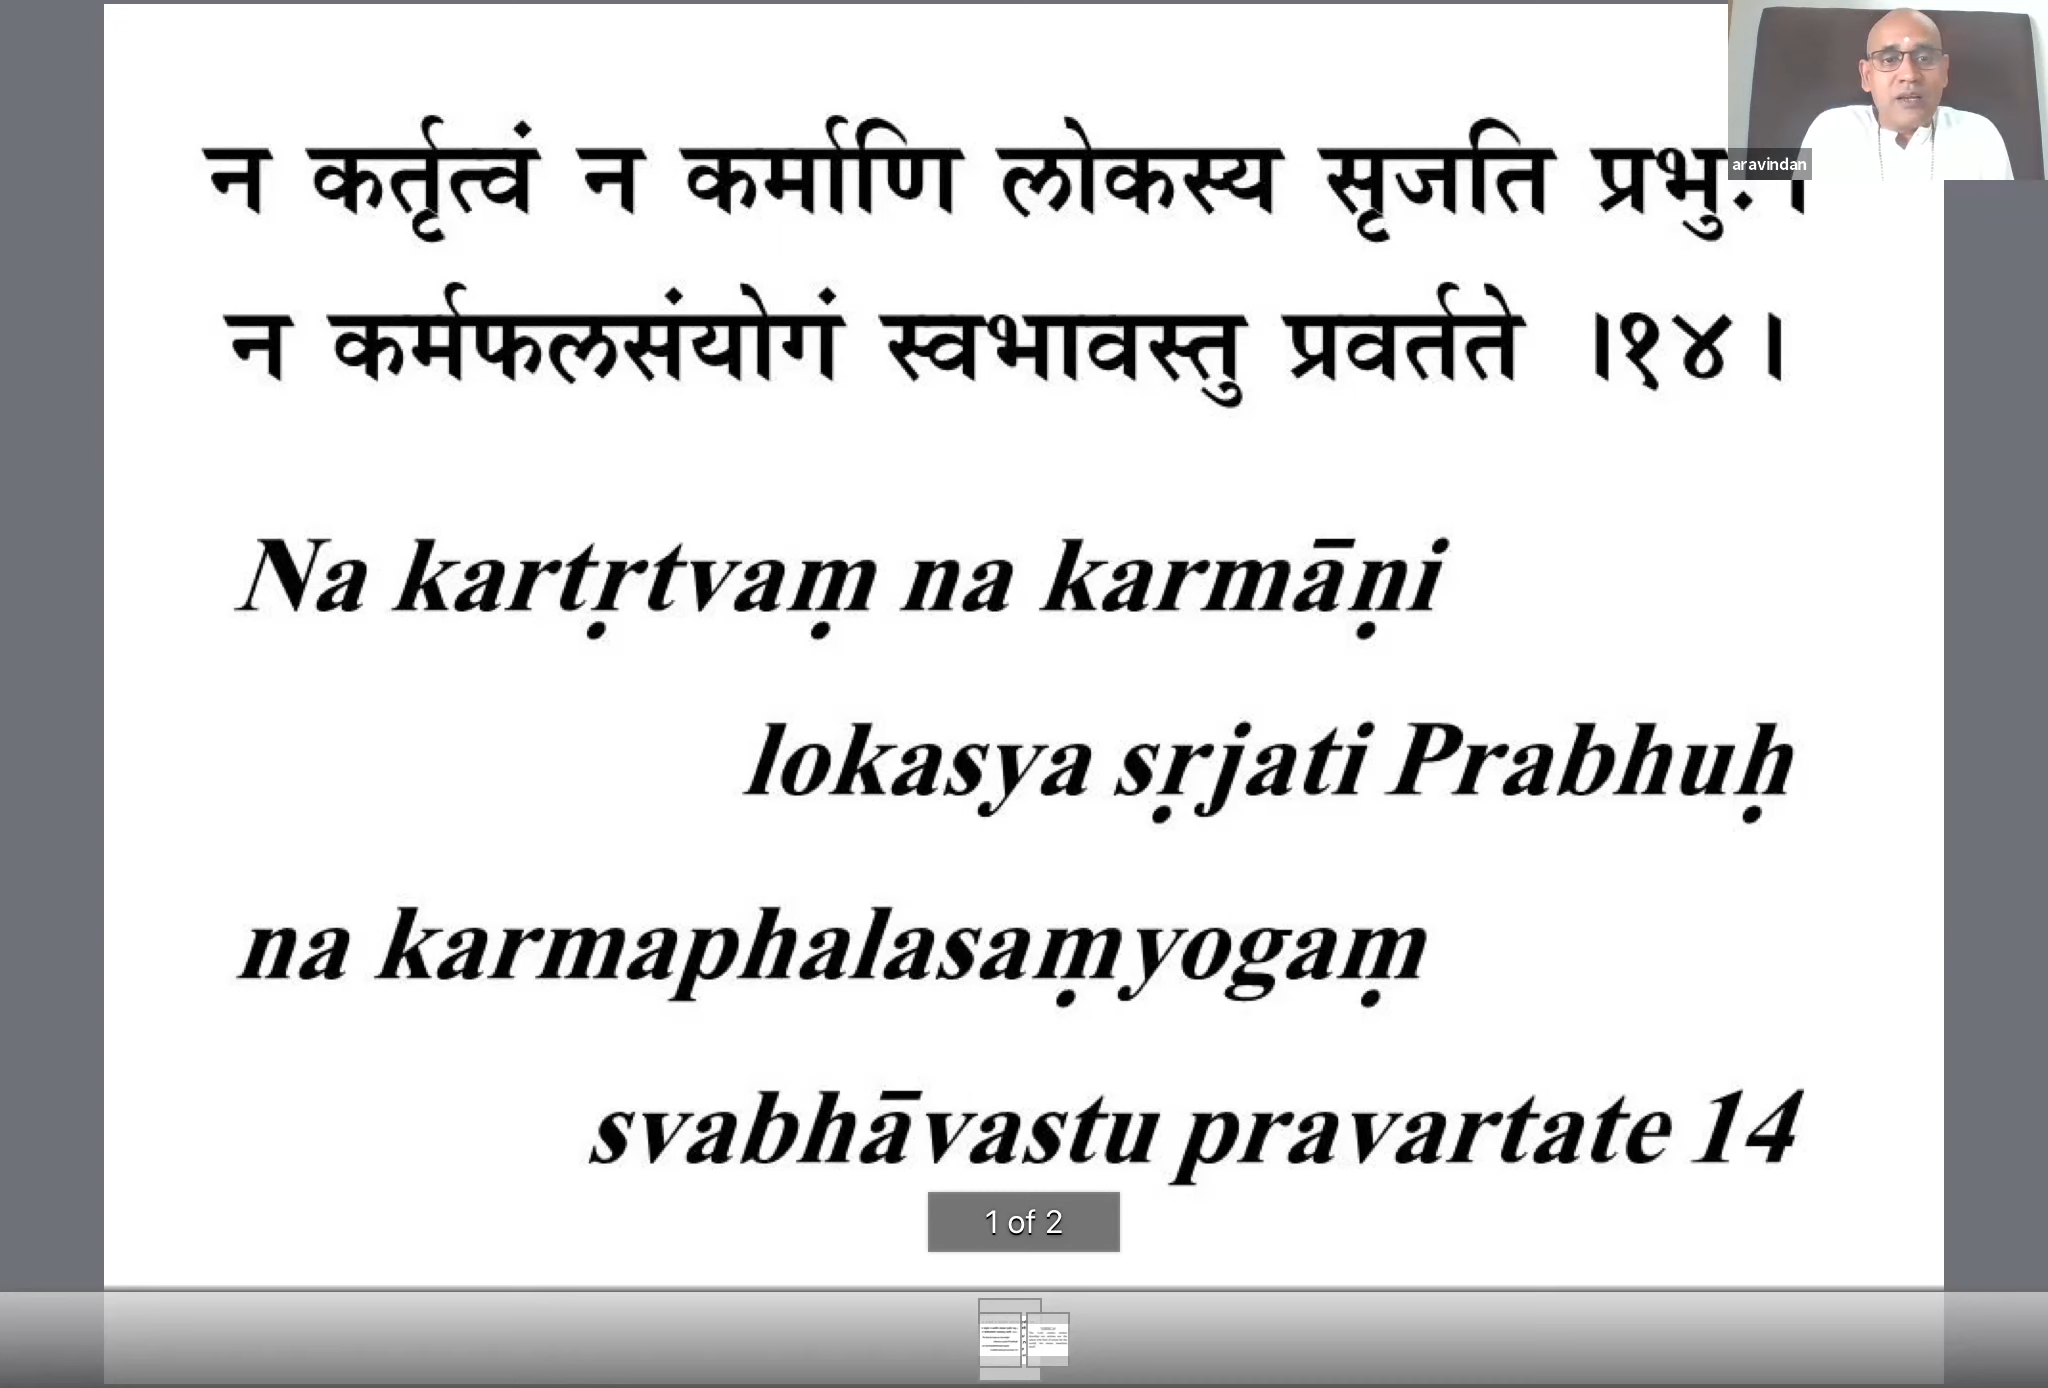 न कर्तृत्वं न कर्माणि लोकस्य सृजति प्रभुः।
aravindan
न कर्मफलसंयोगं स्वभावस्तु प्रवर्तते ।१४।
Na kartṛtvaṃ na karmāṇi
lokasya sṛjati Prabhuḥ
na karmaphalasaṃyogaṃ
svabhāvastu pravartate 14
1 of 2